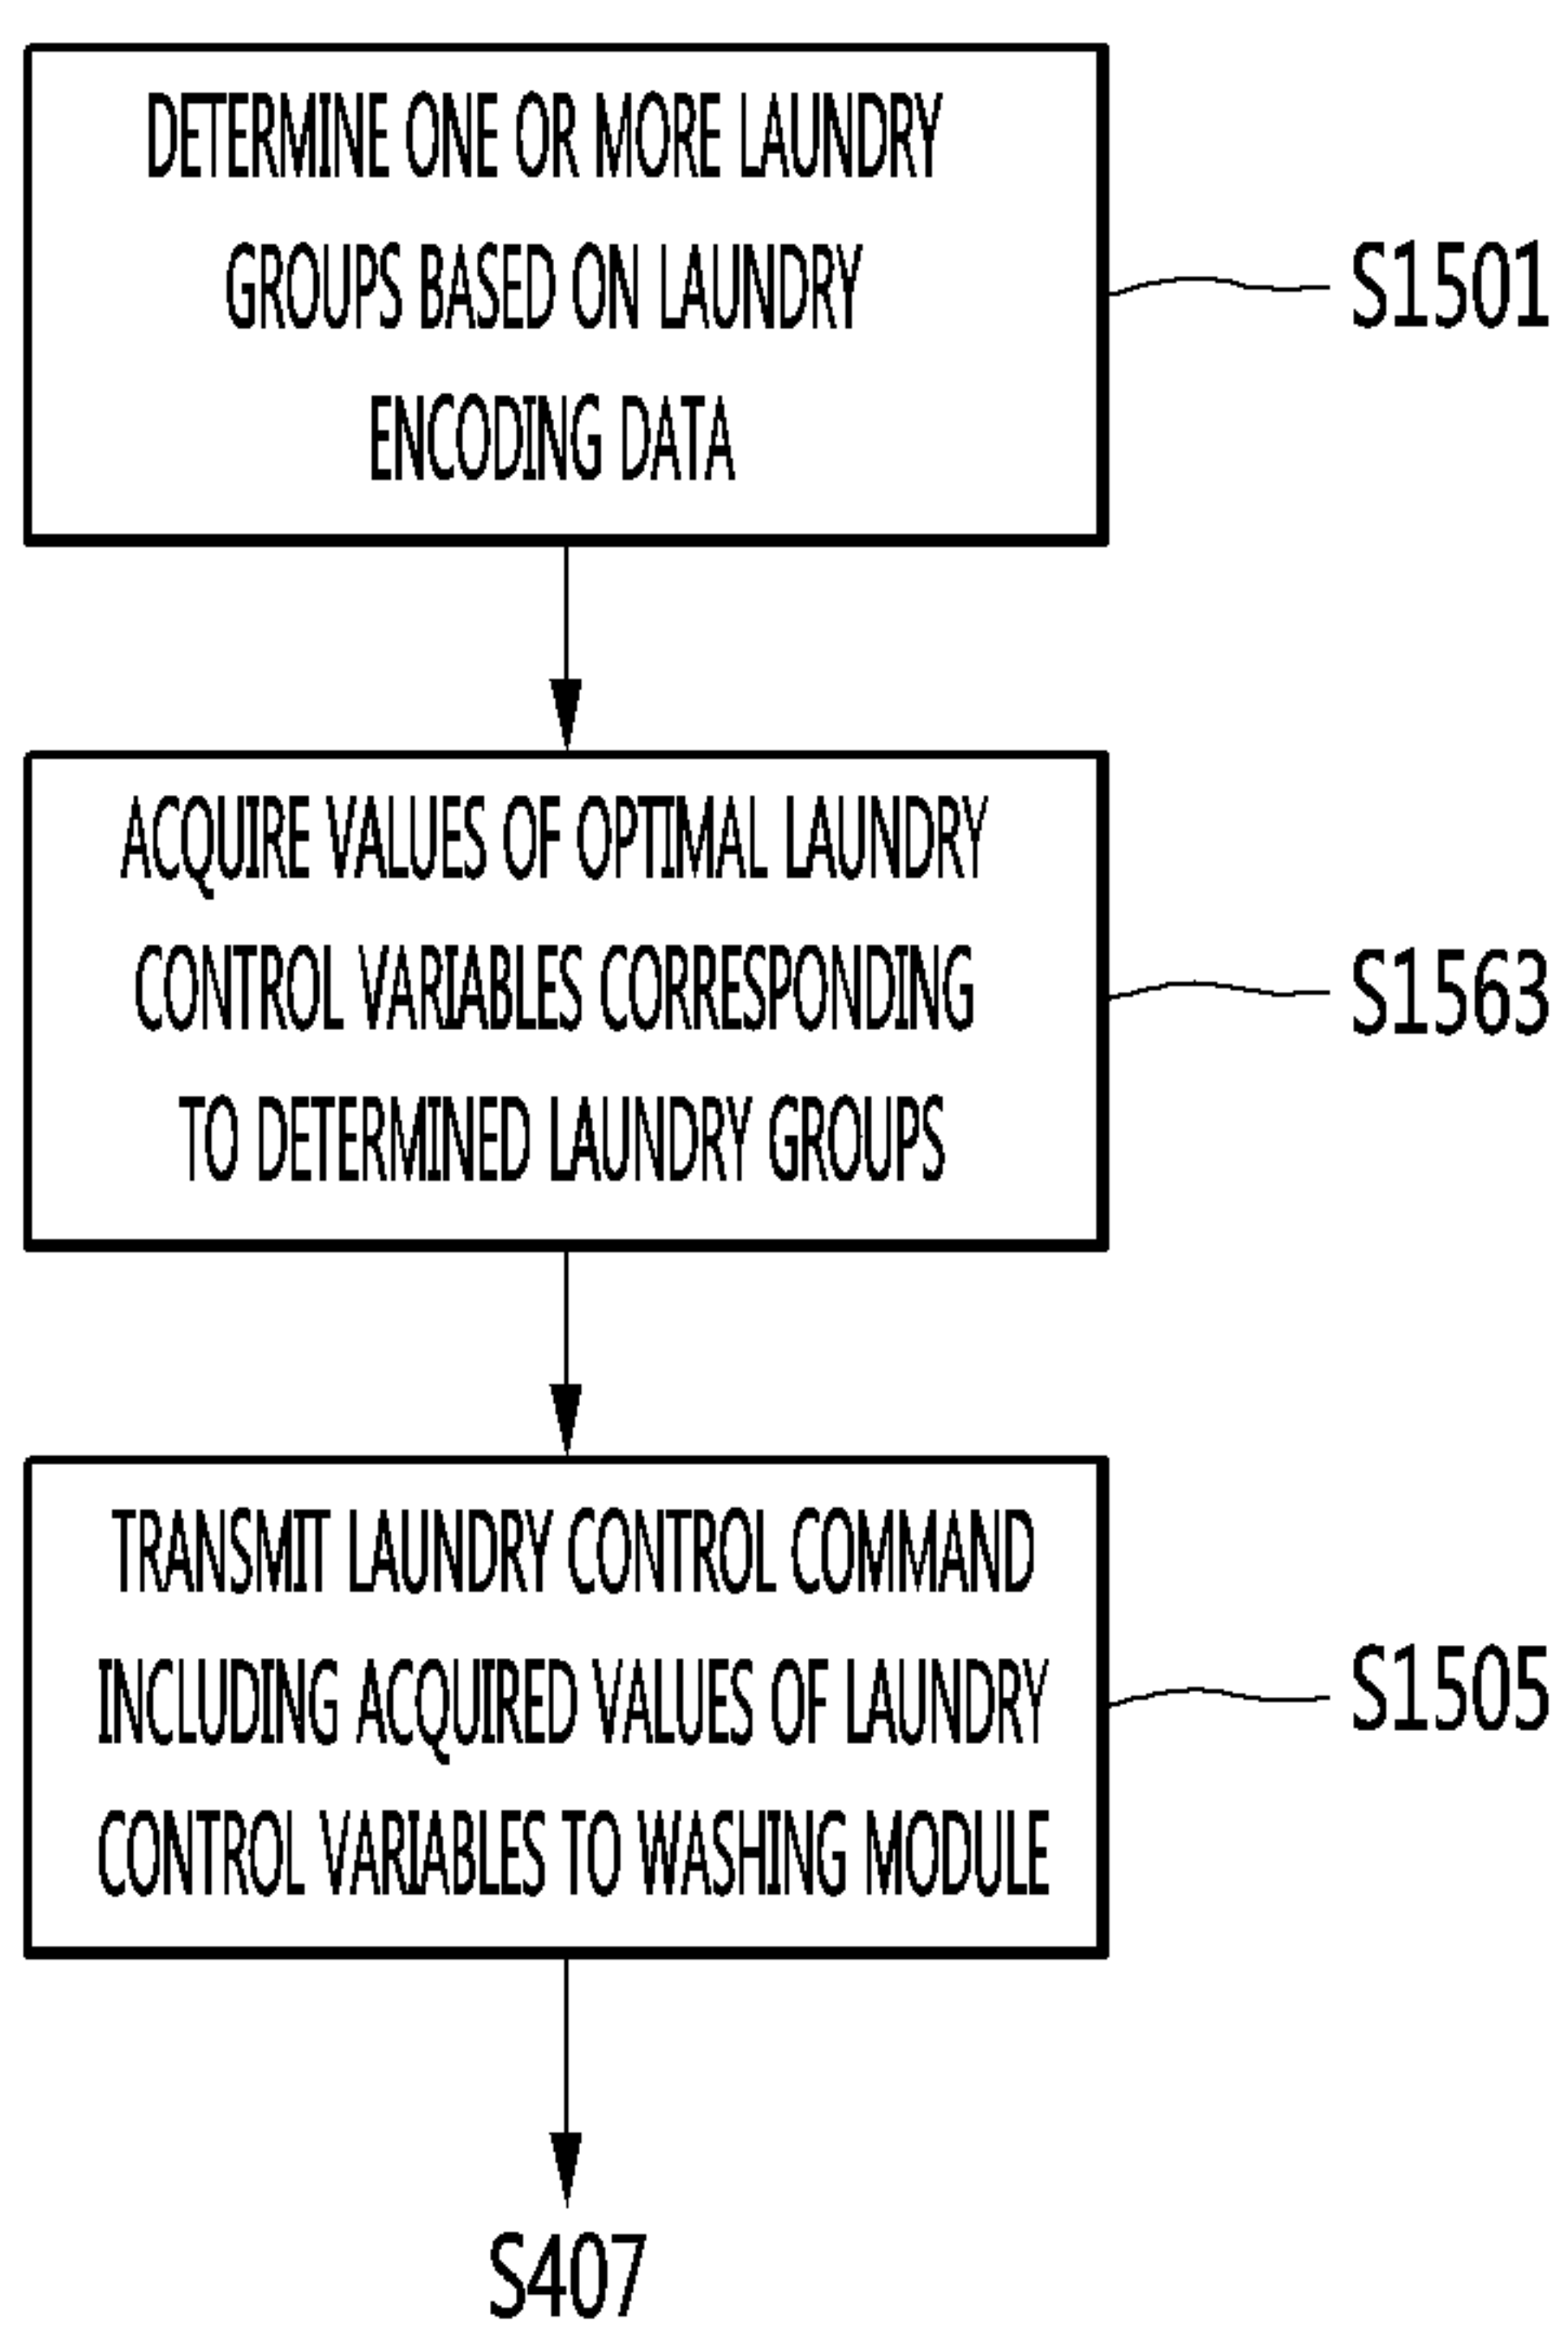 DETERMINE ONE OR MORE LAUNDRY
GROUPS BASED ON LAUNDRY
ENCODING DATA
S1501
ACQUIRE VALUES OF OPTIMAL LAUNDRY
CONTROL VARIABLES CORRESPONDING
TO DETERMINED LAUNDRY GROUPS
S1563
TRANSMIT LAUNDRY CONTROL COMMAND
INCLUDING ACQUIRED VALUES OF LAUNDRY
CONTROL VARIABLES TO WASHING MODULE
S1505
S407